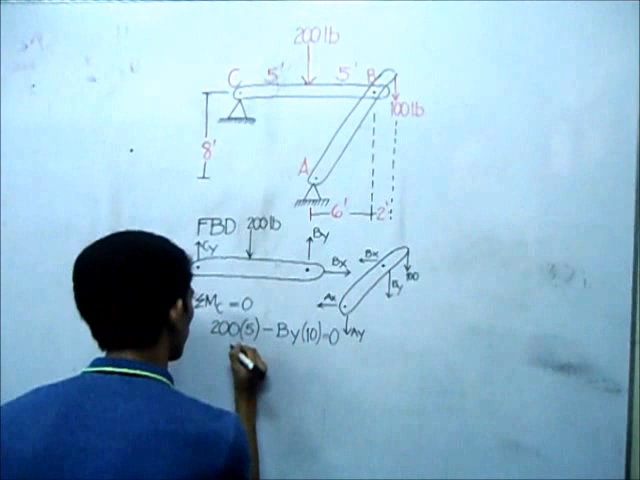 200 lb
C 5' 5' B
100 lb
8'
A
6' 2'
FBD 200 lb By
Cy
Bx Bx
100
By
Ax
ΣMc = 0
200(5) - By(10) = 0
Ay